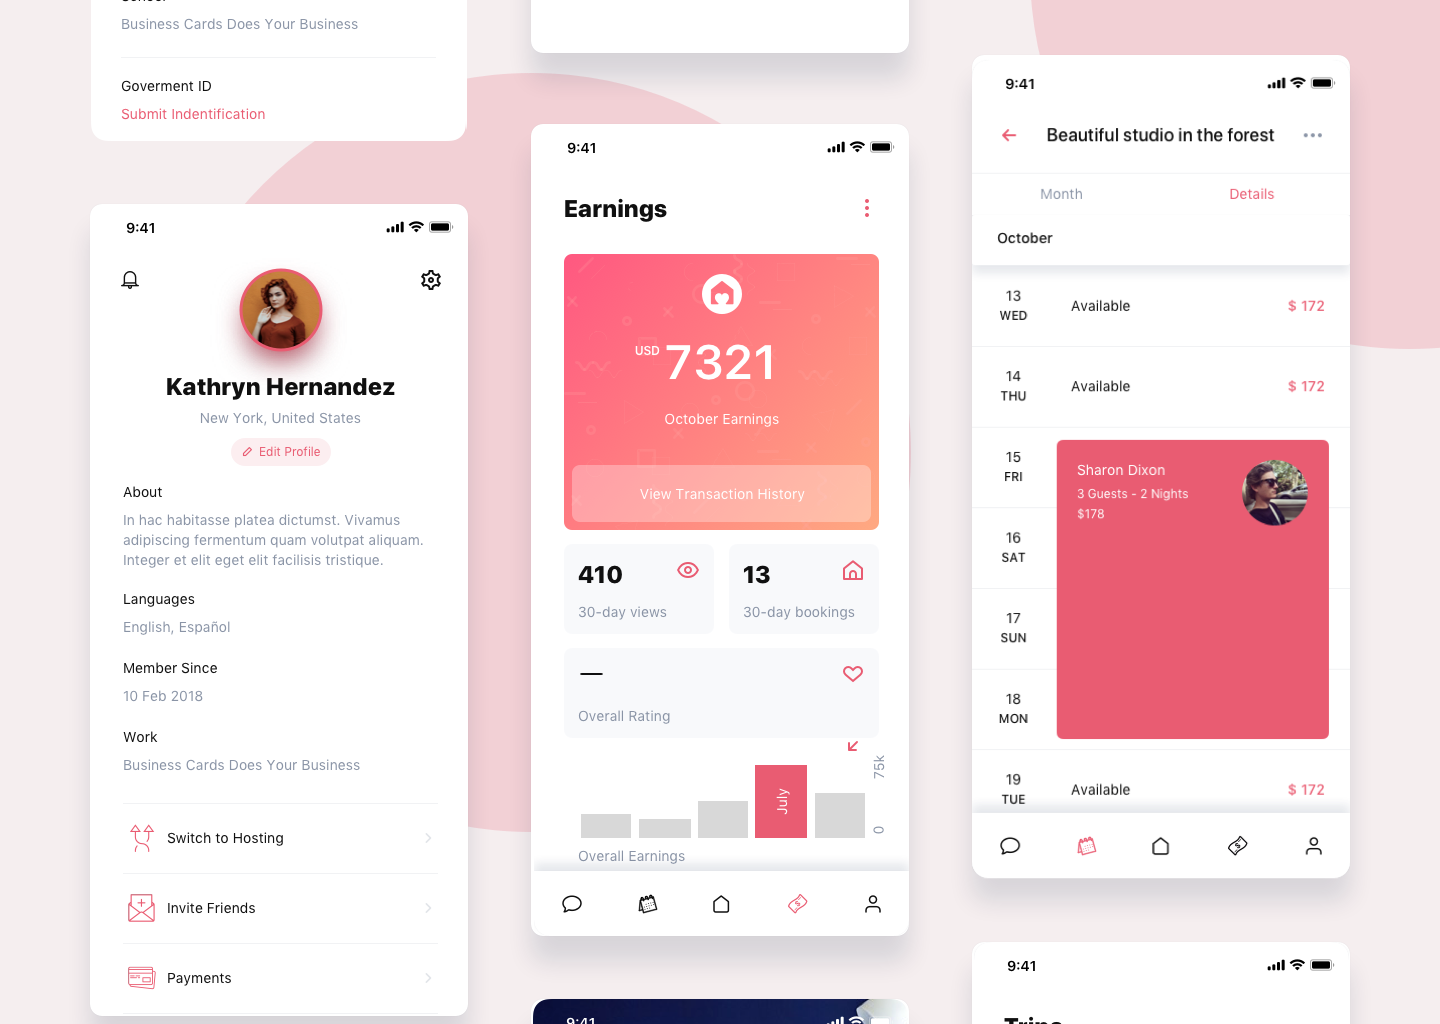 Business Cards Does Your Business
Goverment ID
Submit Indentification
9:41
Kathryn Hernandez
New York, United States
Edit Profile
About
In hac habitasse platea dictumst. Vivamus
adipiscing fermentum quam volutpat aliquam.
Integer et elit eget elit facilisis tristique.
Languages
English, Español
Member Since
10 Feb 2018
Work
Business Cards Does Your Business
Switch to Hosting
Invite Friends
Payments
9:41
Earnings
USD 7321
October Earnings
View Transaction History
410
30-day views
13
30-day bookings
—
Overall Rating
75k
July
0
Overall Earnings
9:41
9:41
Beautiful studio in the forest
Month Details
October
13
WED
Available
$ 172
14
THU
Available
$ 172
15
FRI
Sharon Dixon
3 Guests - 2 Nights
$178
16
SAT
17
SUN
18
MON
19
TUE
Available
$ 172
9:41
Trips